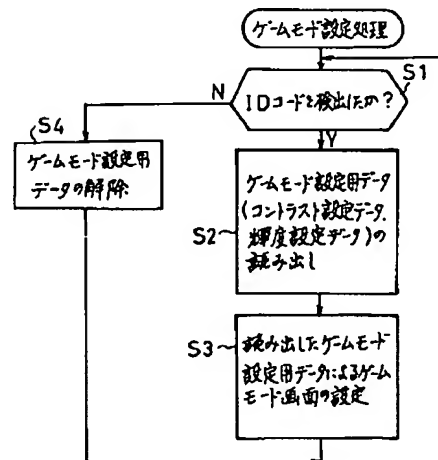 ゲームモード設定処理
S1
IDコードを検出したか?
N
Y
S4
ゲームモード設定用
データの解除
S2
ゲームモード設定用データ
(コントラスト設定データ,
輝度設定データ)の
読み出し
S3
読み出したゲームモード
設定用データによるゲーム
モード画面の設定